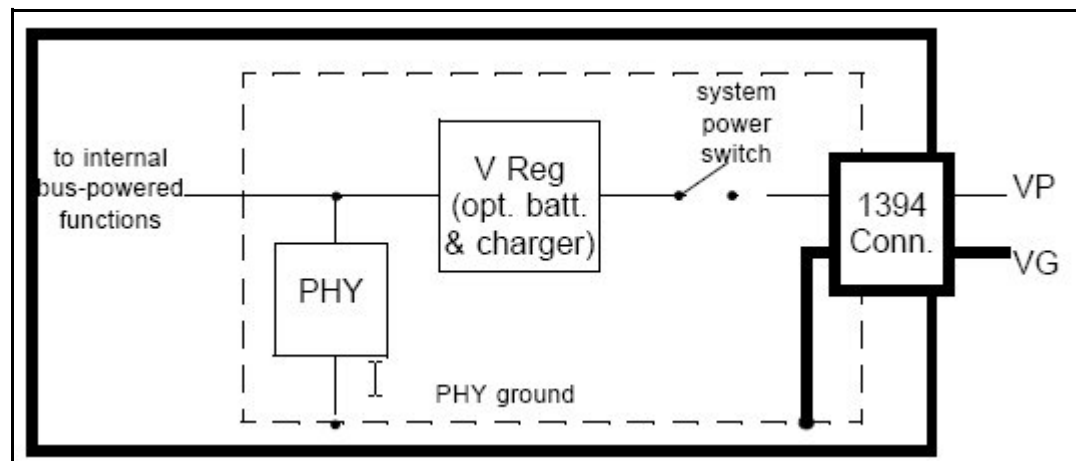 to internal
bus-powered
functions
V Reg
(opt. batt.
& charger)
system
power
switch
1394
Conn.
VP
VG
PHY
PHY ground